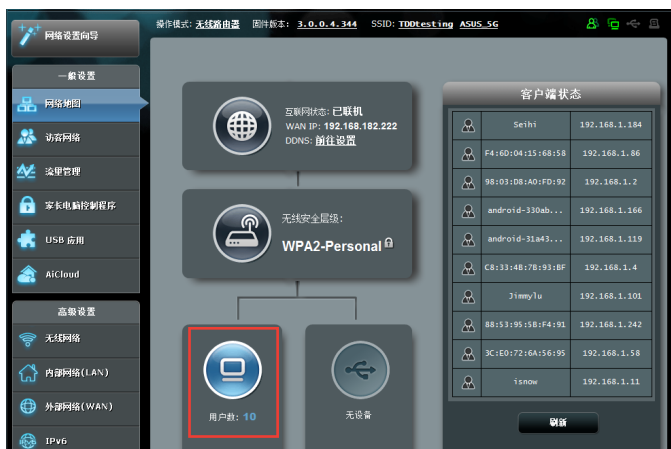 网络设置向导
操作模式: 无线路由器 固件版本: 3.0.0.4.344 SSID: TDDtesting ASUS_5G
一般设置
网络地图
访客网络
流量管理
家长电脑控制程序
USB 应用
AiCloud
高级设置
无线网络
内部网络(LAN)
外部网络(WAN)
IPv6
互联网状态: 已联机
WAN IP: 192.168.182.222
DDNS: 前往设置
无线安全层级:
WPA2-Personal
用户数: 10
无设备
客户端状态
Seihi 192.168.1.184
F4:6D:04:15:68:58 192.168.1.86
98:03:D8:A0:FD:92 192.168.1.2
android-330ab... 192.168.1.166
android-31a43... 192.168.1.119
C8:33:4B:7B:93:BF 192.168.1.4
Jimmylu 192.168.1.101
88:53:95:5B:F4:91 192.168.1.242
3C:E0:72:6A:56:95 192.168.1.58
isnow 192.168.1.11
刷新